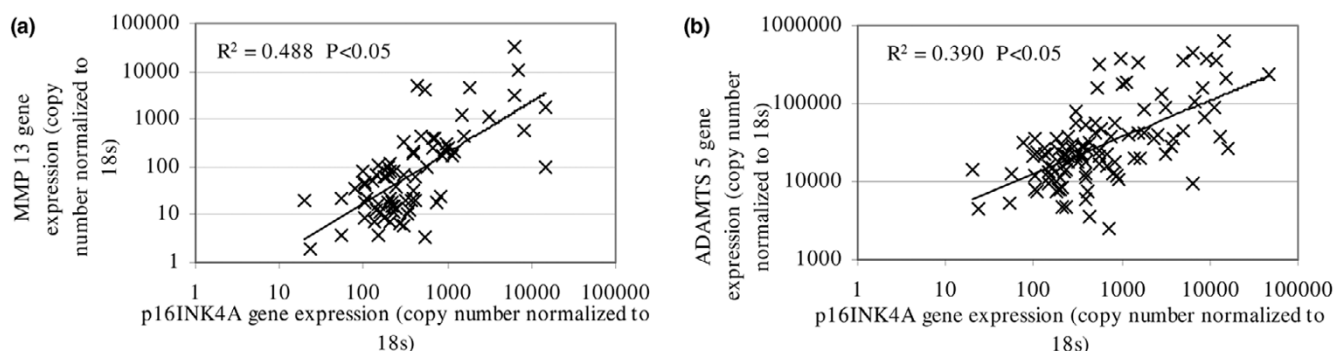 (a)
R² = 0.488 P<0.05
MMP 13 gene
expression (copy
number normalized to
18s)
100000
10000
1000
100
10
1
1 10 100 1000 10000 100000
p16INK4A gene expression (copy number normalized to
18s)
(b)
R² = 0.390 P<0.05
ADAMTS 5 gene
expression (copy number
normalized to 18s)
1000000
100000
10000
1000
1 10 100 1000 10000 100000
p16INK4A gene expression (copy number normalized to
18s)